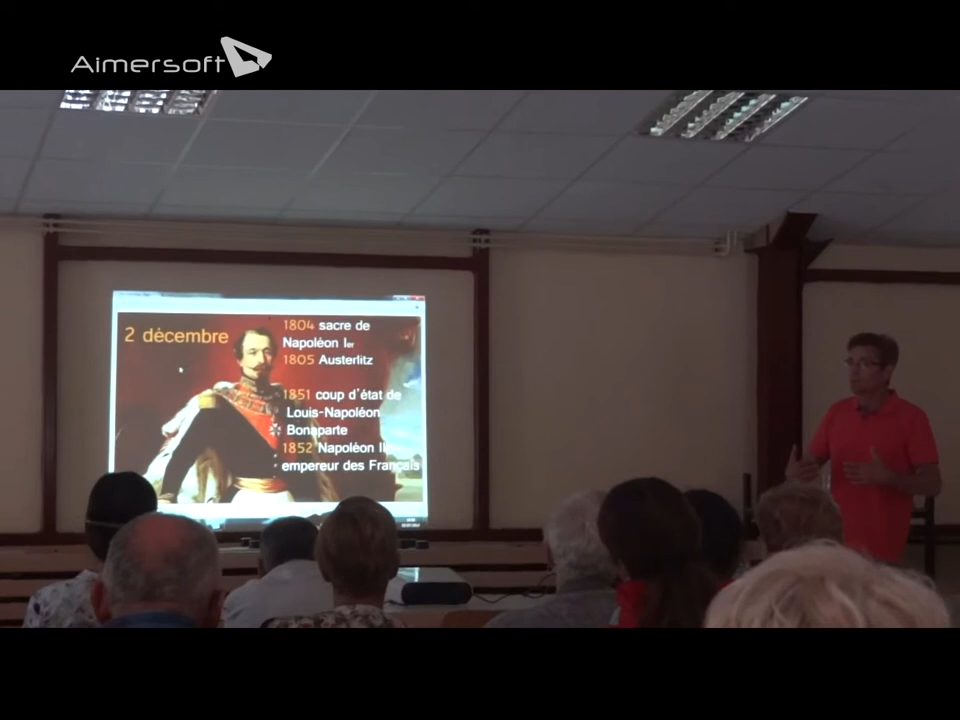 Aimersoft
2 décembre
1804 sacre de
Napoléon Ier
1805 Austerlitz
1851 coup d'état de
Louis-Napoléon
Bonaparte
1852 Napoléon II
empereur des Français